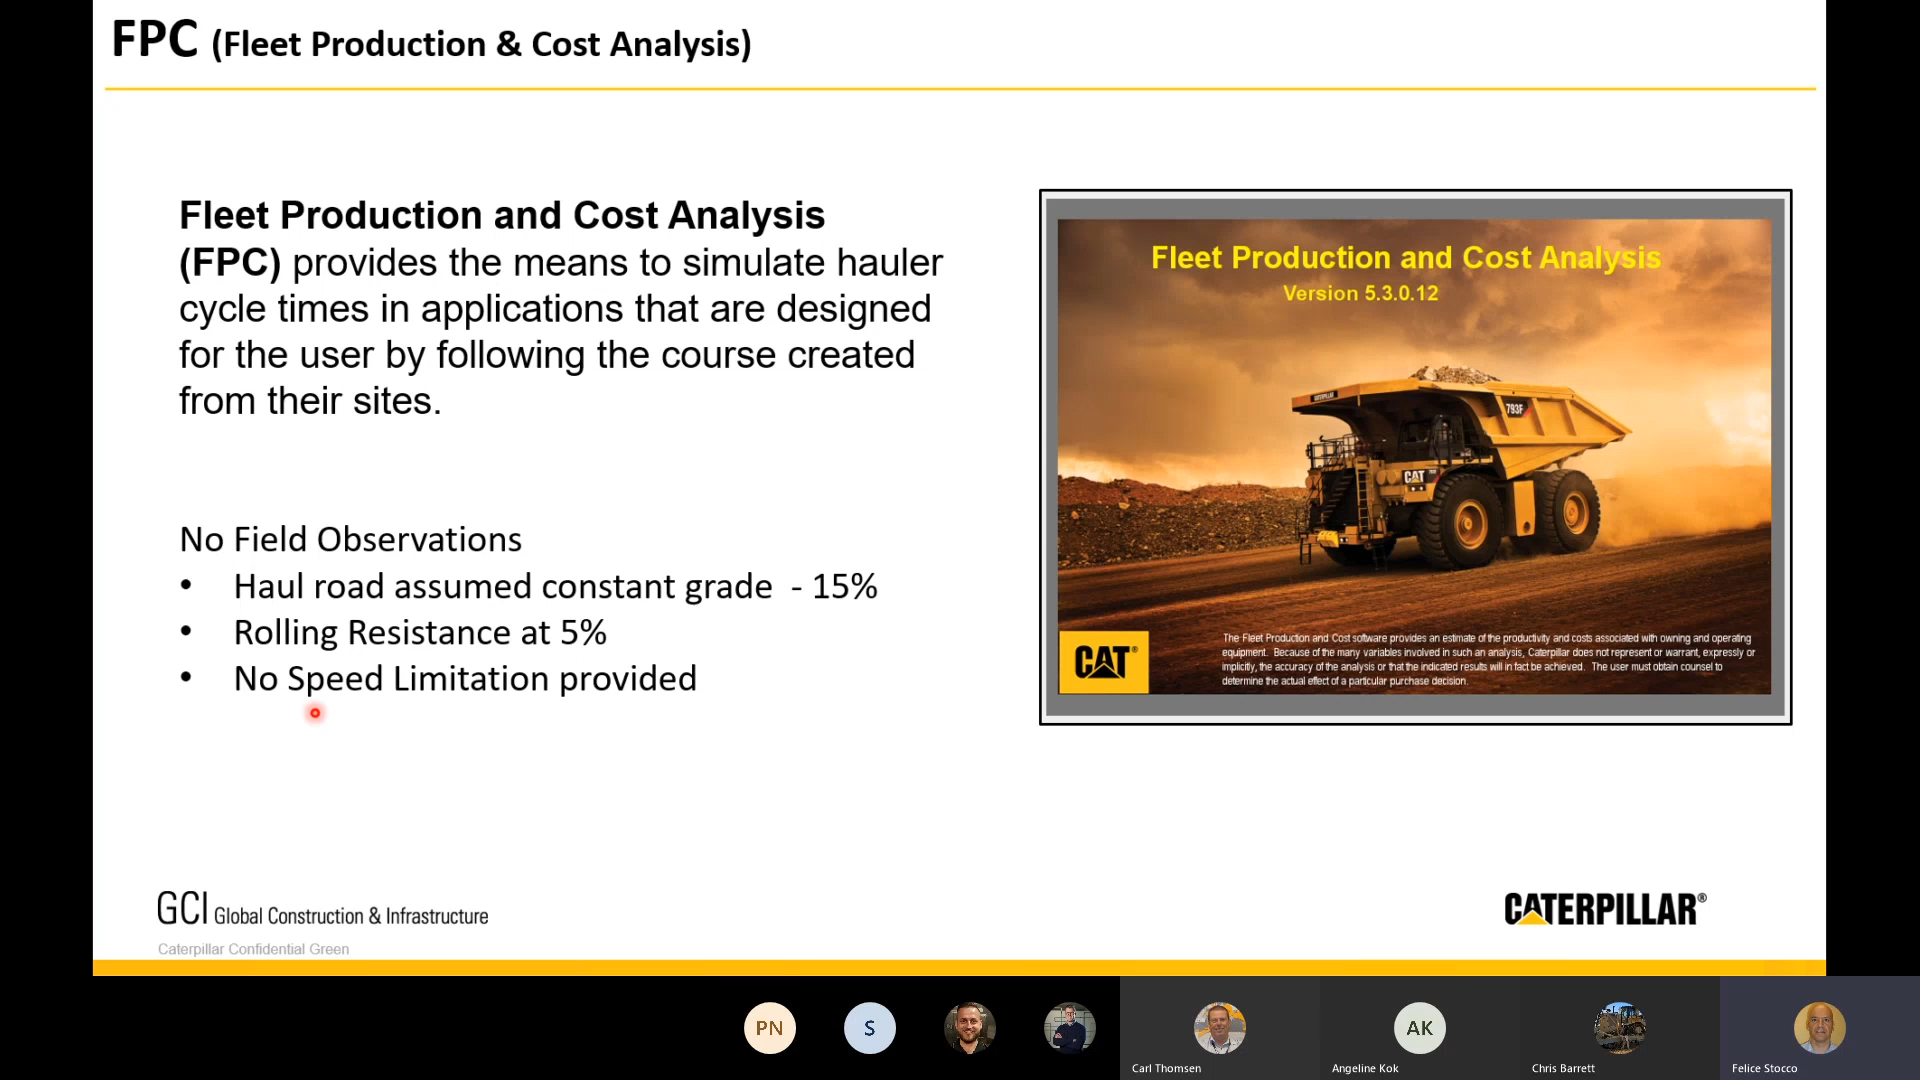 FPC (Fleet Production & Cost Analysis)
Fleet Production and Cost Analysis
(FPC) provides the means to simulate hauler
cycle times in applications that are designed
for the user by following the course created
from their sites.
No Field Observations
• Haul road assumed constant grade - 15%
• Rolling Resistance at 5%
• No Speed Limitation provided
Fleet Production and Cost Analysis
Version 5.3.0.12
CATERPILLAR
793F
CAT
CAT®
The Fleet Production and Cost software provides an estimate of the productivity and costs associated with owning and operating
equipment. Because of the many variables involved in such an analysis, Caterpillar does not represent or warrant, expressly or
implicitly, the accuracy of the analysis or that the indicated results will in fact be achieved. The user must obtain counsel to
determine the actual effect of a particular purchase decision.
GCI Global Construction & Infrastructure
CATERPILLAR®
Caterpillar Confidential Green
PN
S
AK
Carl Thomsen
Angeline Kok
Chris Barrett
Felice Stocco